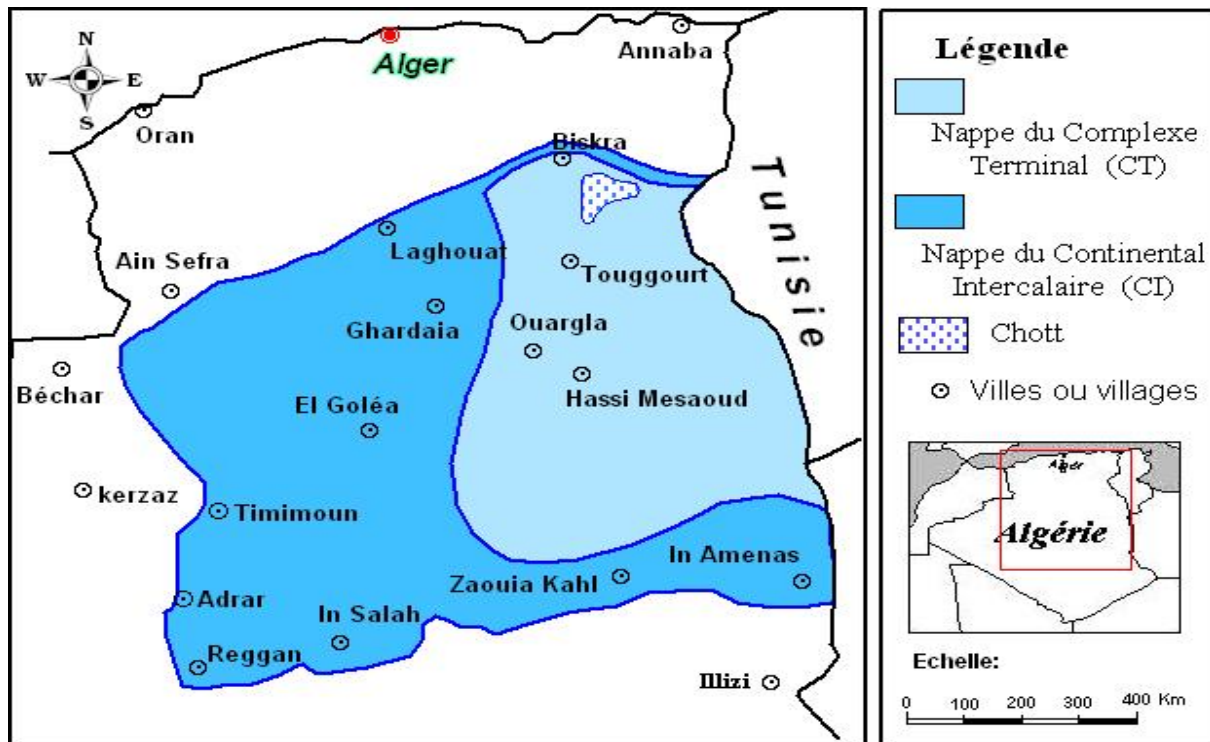 N
W E
S
Alger
Annaba
Oran
Biskra
Tunisie
Laghouat
Ain Sefra
Touggourt
Ghardaia
Ouargla
Béchar
Hassi Mesaoud
El Goléa
kerzaz
Timimoun
In Amenas
Zaouia Kahl
Adrar
In Salah
Reggan
Illizi
Légende
Nappe du Complexe
Terminal (CT)
Nappe du Continental
Intercalaire (CI)
Chott
Villes ou villages
Alger
Algérie
Echelle:
0 100 200 300 400 Km